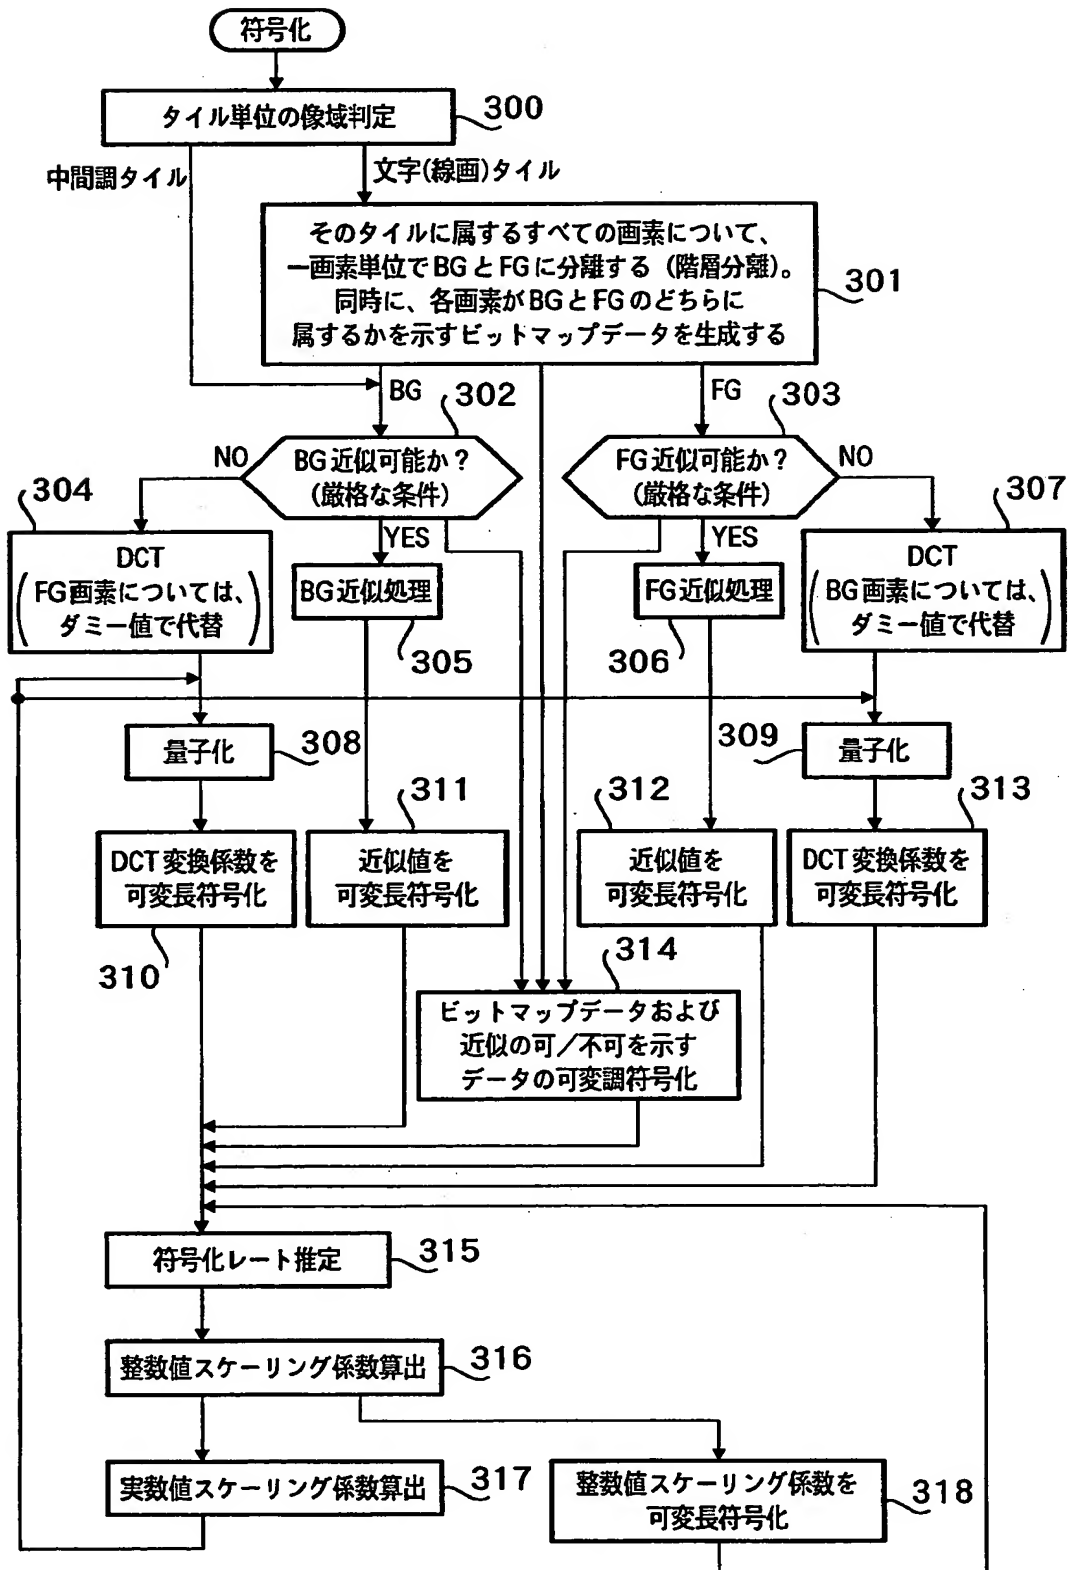 符号化
タイル単位の像域判定
300
中間調タイル
文字(線画)タイル
そのタイルに属するすべての画素について、
一画素単位でBGとFGに分離する（階層分離）。
同時に、各画素がBGとFGのどちらに
属するかを示すビットマップデータを生成する
301
BG
302
FG
303
NO
BG近似可能か？
(厳格な条件)
FG近似可能か？
(厳格な条件)
NO
304
YES
YES
307
DCT
FG画素については、
ダミー値で代替
BG近似処理
305
FG近似処理
306
DCT
BG画素については、
ダミー値で代替
量子化
308
309
量子化
311
312
313
DCT変換係数を
可変長符号化
310
近似値を
可変長符号化
近似値を
可変長符号化
DCT変換係数を
可変長符号化
314
ビットマップデータおよび
近似の可／不可を示す
データの可変調符号化
符号化レート推定
315
整数値スケーリング係数算出
316
実数値スケーリング係数算出
317
整数値スケーリング係数を
可変長符号化
318